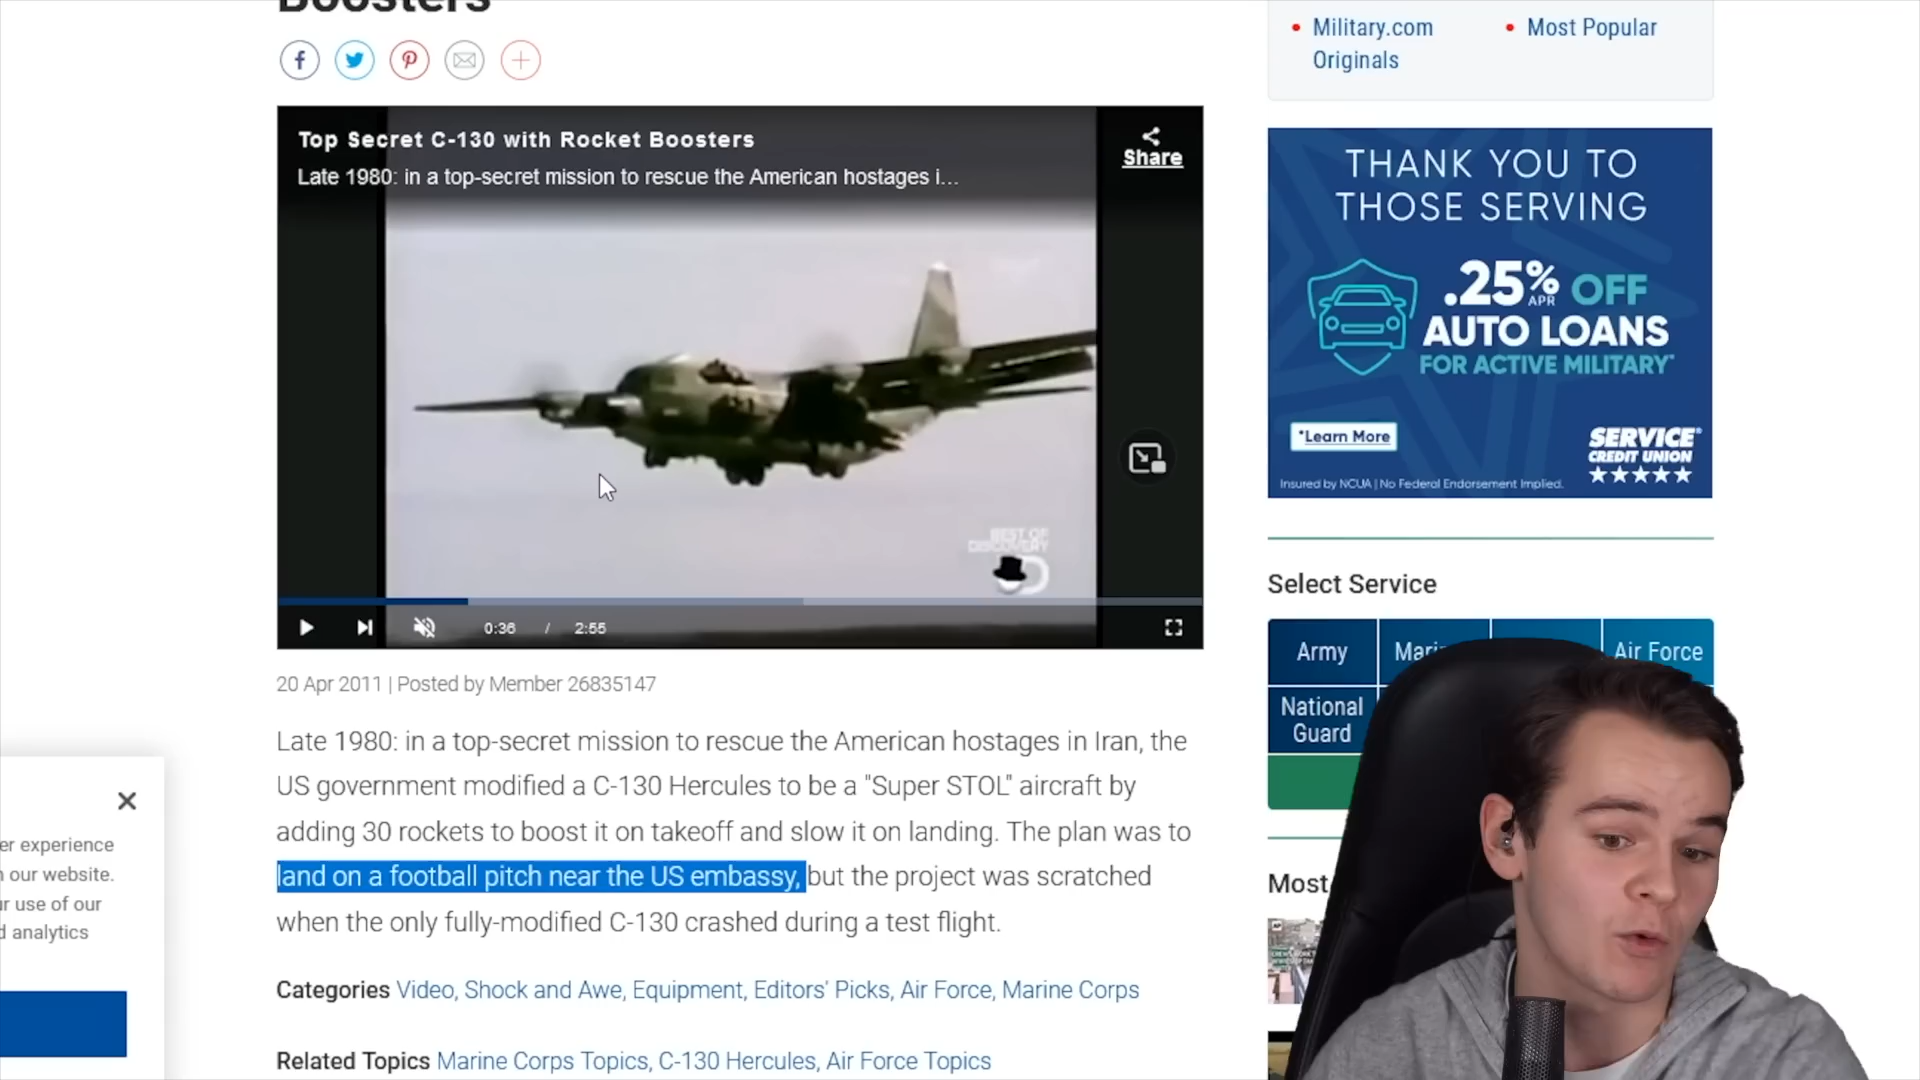 Boosters
Military.com
Originals
Most Popular
Top Secret C-130 with Rocket Boosters
Late 1980: in a top-secret mission to rescue the American hostages i...
Share
BEST OF
DISCOVERY
0:36 / 2:55
THANK YOU TO
THOSE SERVING
.25% APR OFF
AUTO LOANS
FOR ACTIVE MILITARY*
*Learn More
SERVICE
CREDIT UNION
Insured by NCUA | No Federal Endorsement Implied.
20 Apr 2011 | Posted by Member 26835147
Late 1980: in a top-secret mission to rescue the American hostages in Iran, the
US government modified a C-130 Hercules to be a "Super STOL" aircraft by
adding 30 rockets to boost it on takeoff and slow it on landing. The plan was to
land on a football pitch near the US embassy, but the project was scratched
when the only fully-modified C-130 crashed during a test flight.
Categories Video, Shock and Awe, Equipment, Editors' Picks, Air Force, Marine Corps
Related Topics Marine Corps Topics, C-130 Hercules, Air Force Topics
Select Service
Army
Mari
Air Force
National
Guard
Most
er experience
n our website.
ur use of our
d analytics